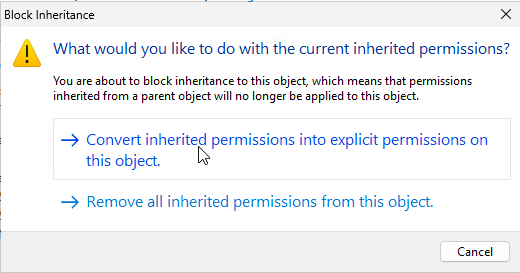 Block Inheritance
What would you like to do with the current inherited permissions?
You are about to block inheritance to this object, which means that permissions
inherited from a parent object will no longer be applied to this object.
Convert inherited permissions into explicit permissions on
this object.
Remove all inherited permissions from this object.
Cancel